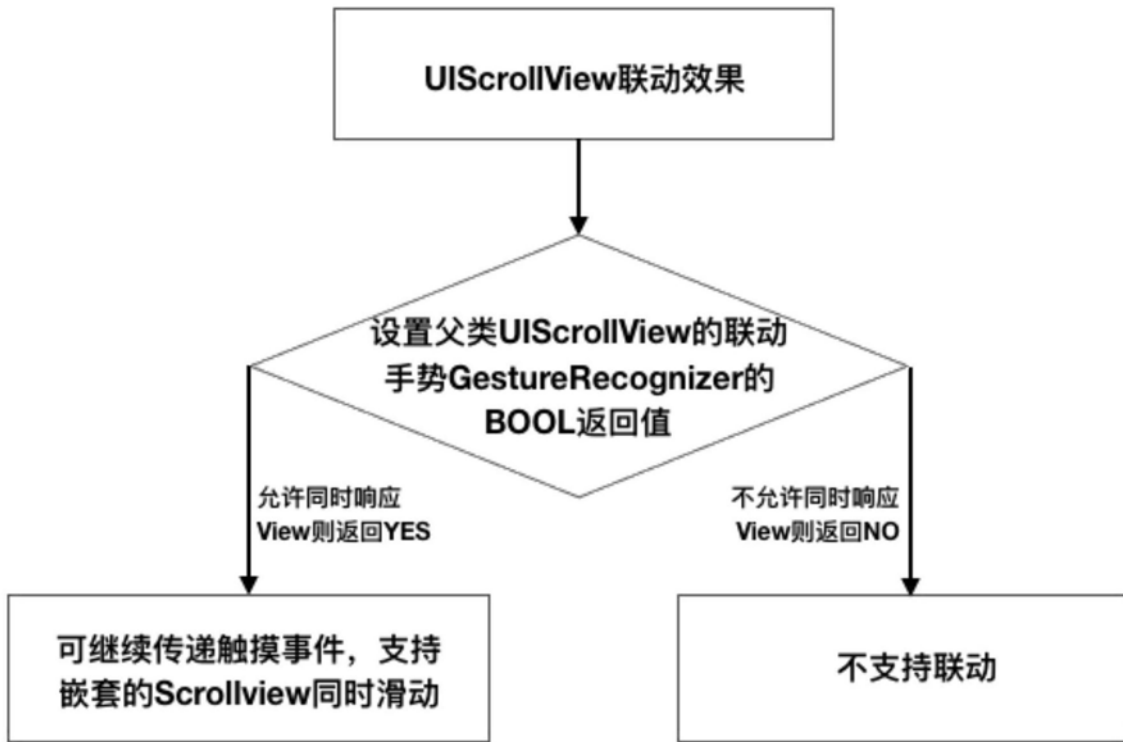 UIScrollView联动效果
设置父类UIScrollView的联动
手势GestureRecognizer的
BOOL返回值
允许同时响应
View则返回YES
不允许同时响应
View则返回NO
可继续传递触摸事件，支持
嵌套的Scrollview同时滑动
不支持联动